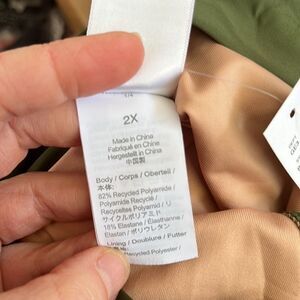 2X
Made in China
Fabriqué en Chine
Hergestellt in China
中国製
Body / Corps / Oberteil /
本体:
82% Recycled Polyamide /
Polyamide Recyclé /
Recyceltes Polyamid / リ
サイクルポリアミド
18% Elastane / Élasthanne /
Elastan / ポリウレタン
Lining / Doublure / Futter
Recycled Polyester /